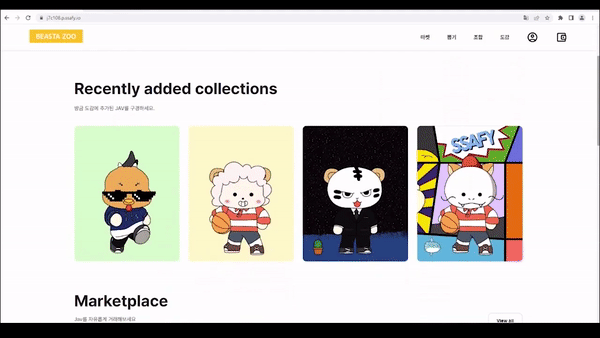 j7c108.p.ssafy.io
BEASTA ZOO
마켓 뽑기 조합 도감
Recently added collections
방금 도감에 추가된 JAV를 구경하세요.
SSAFY
Marketplace
Jav를 자유롭게 거래해보세요
View All